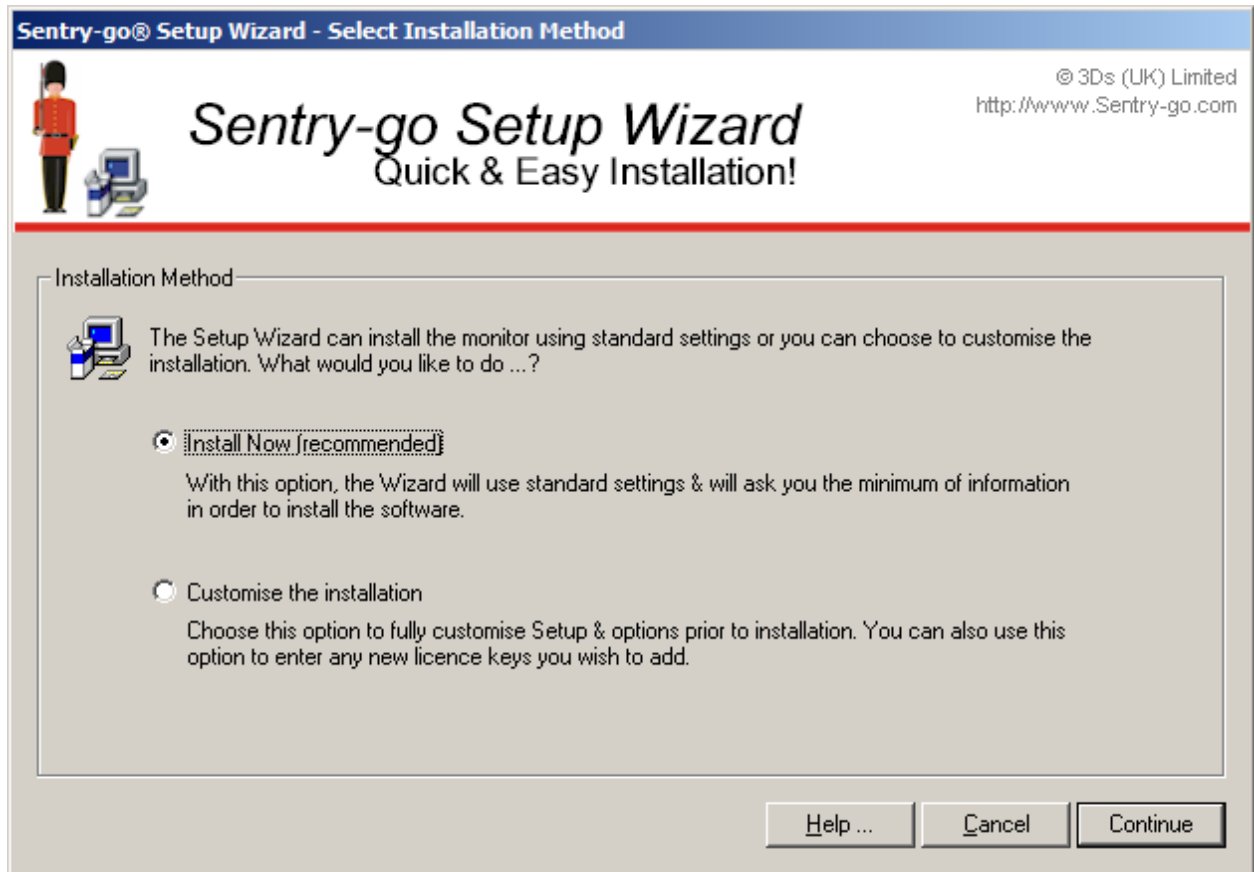 Sentry-go® Setup Wizard - Select Installation Method
© 3Ds (UK) Limited
http://www.Sentry-go.com
Sentry-go Setup Wizard
Quick & Easy Installation!
Installation Method
The Setup Wizard can install the monitor using standard settings or you can choose to customise the
installation. What would you like to do ...?
Install Now (recommended)
With this option, the Wizard will use standard settings & will ask you the minimum of information
in order to install the software.
Customise the installation
Choose this option to fully customise Setup & options prior to installation. You can also use this
option to enter any new licence keys you wish to add.
Help ...
Cancel
Continue